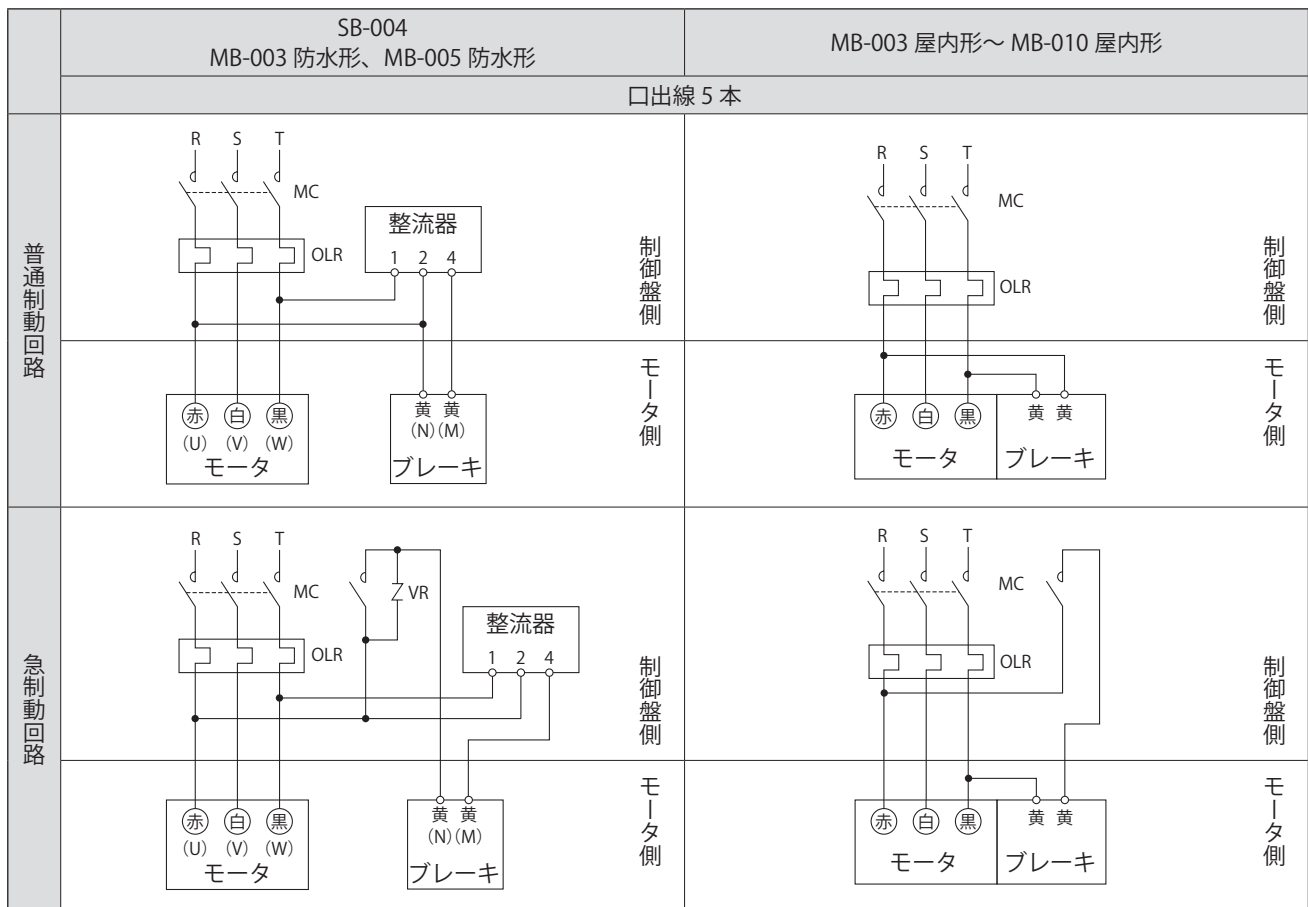 SB-004
MB-003 防水形、MB-005 防水形
MB-003 屋内形～ MB-010 屋内形
口出線 5 本
普通制動回路
R S T
MC
OLR
整流器
1 2 4
制御盤側
赤 白 黒
(U) (V) (W)
モータ
黄 黄
(N) (M)
ブレーキ
モータ側
R S T
MC
OLR
制御盤側
赤 白 黒
モータ
黄 黄
ブレーキ
モータ側
急制動回路
R S T
MC
VR
OLR
整流器
1 2 4
制御盤側
赤 白 黒
(U) (V) (W)
モータ
黄 黄
(N) (M)
ブレーキ
モータ側
R S T
MC
OLR
制御盤側
赤 白 黒
モータ
黄 黄
ブレーキ
モータ側